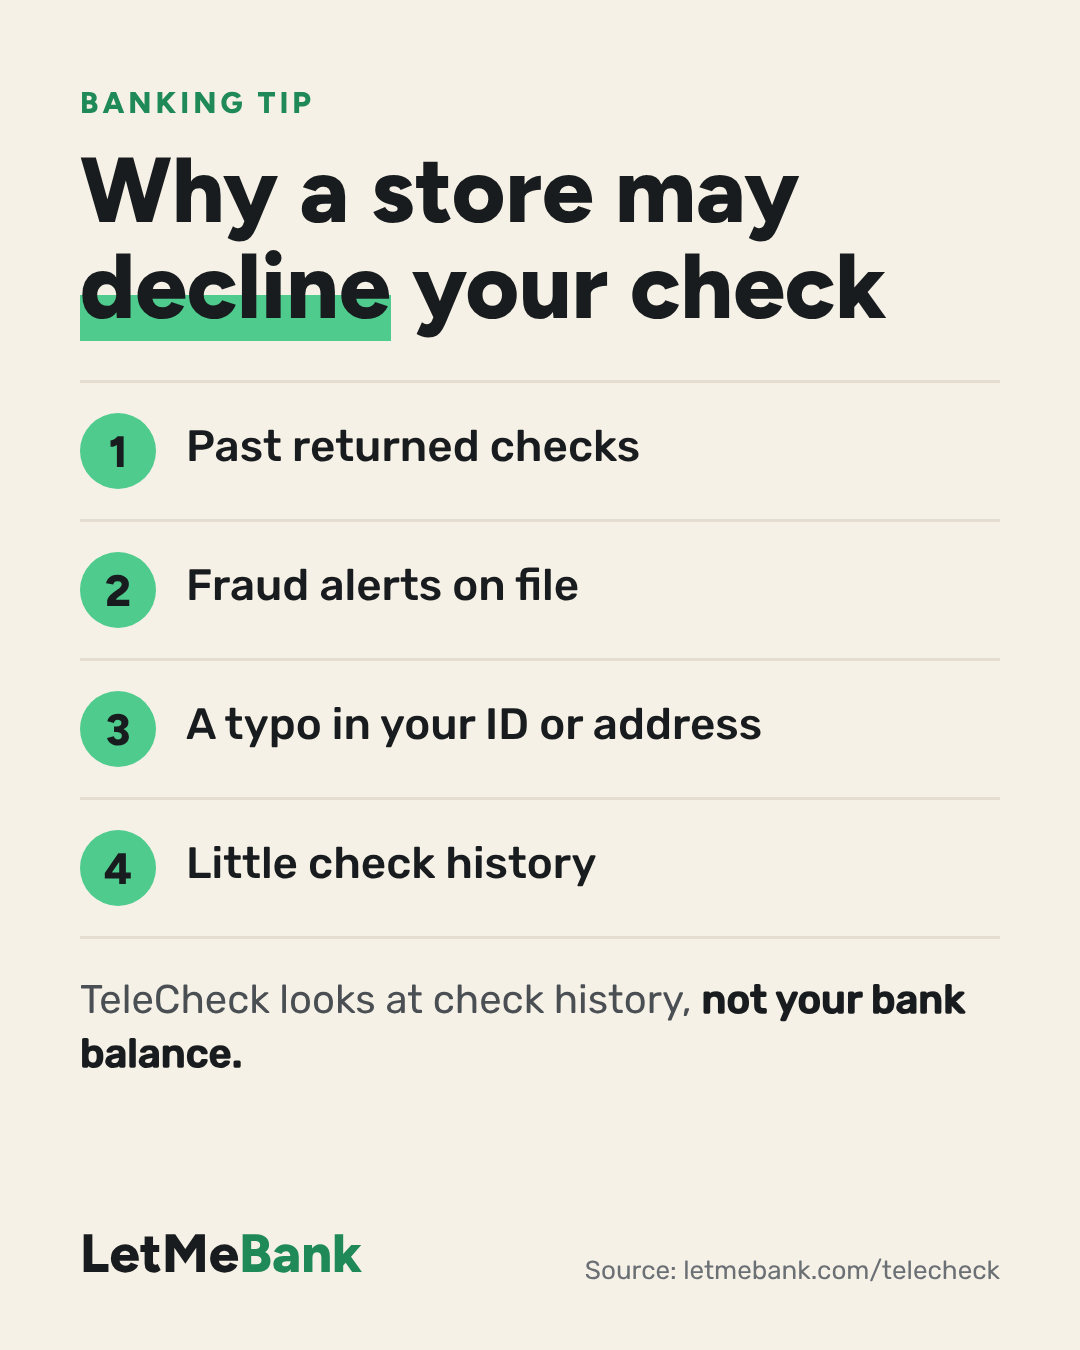 BANKING TIP
Why a store may
decline your check
1 Past returned checks
2 Fraud alerts on file
3 A typo in your ID or address
4 Little check history
TeleCheck looks at check history, not your bank
balance.
LetMeBank
Source: letmebank.com/telecheck